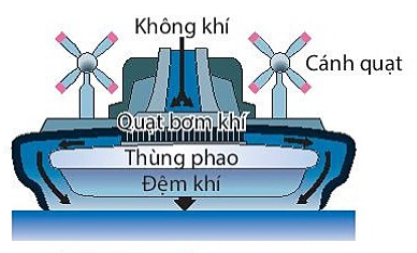 Không khí
Cánh quạt
Quạt bơm khí
Thùng phao
Đệm khí